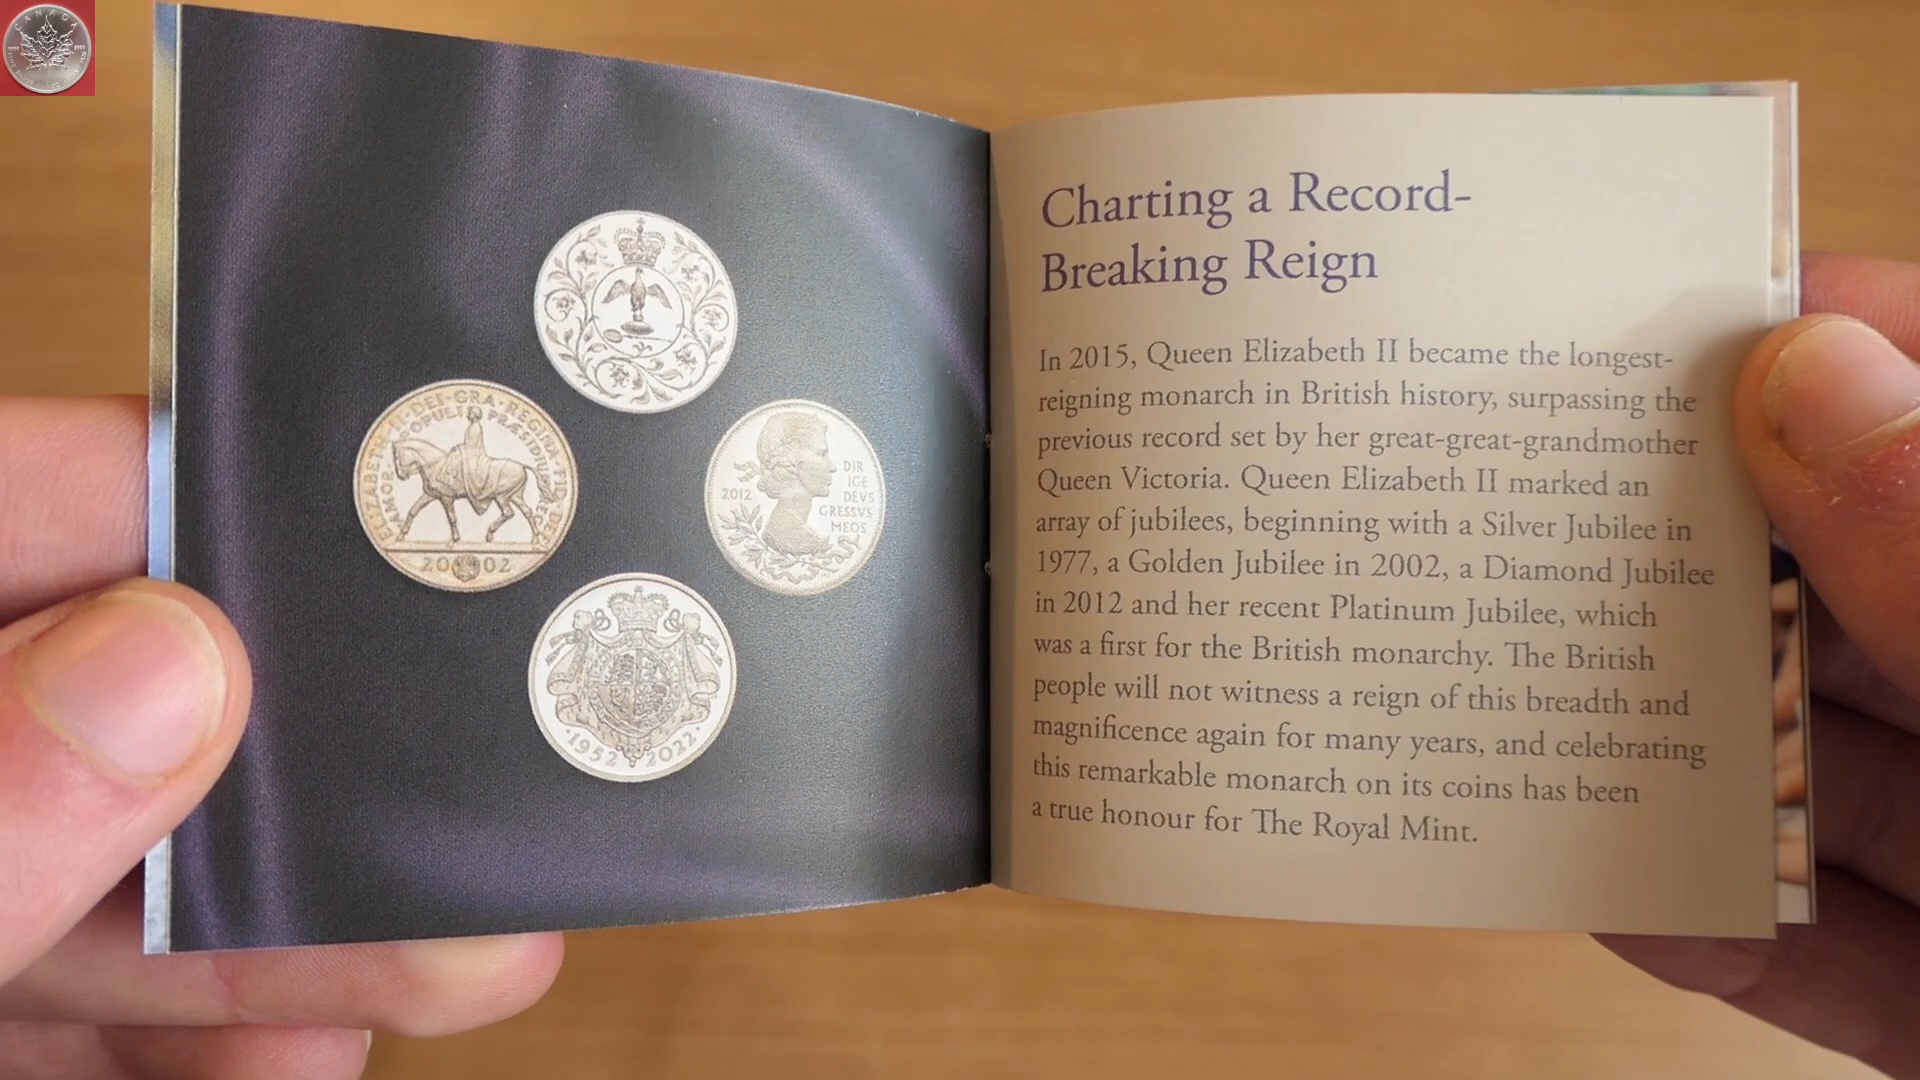 CANADA
ELIZABETH·II·DEI·GRA·REGINA·FID·DEF
AMOR·POPULI PRÆSIDIUM REG
2002
2012
DIR
IGE
DEVS
GRESSVS
MEOS
·1952 2022·
Charting a Record-
Breaking Reign
In 2015, Queen Elizabeth II became the longest-
reigning monarch in British history, surpassing the
previous record set by her great-great-grandmother
Queen Victoria. Queen Elizabeth II marked an
array of jubilees, beginning with a Silver Jubilee in
1977, a Golden Jubilee in 2002, a Diamond Jubilee
in 2012 and her recent Platinum Jubilee, which
was a first for the British monarchy. The British
people will not witness a reign of this breadth and
magnificence again for many years, and celebrating
this remarkable monarch on its coins has been
a true honour for The Royal Mint.